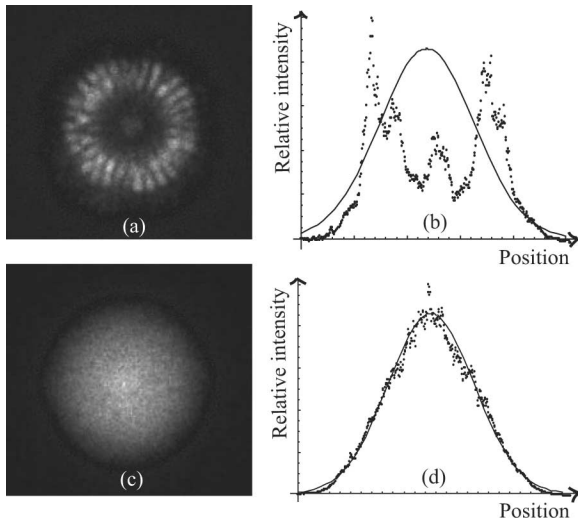 (a)
Relative intensity
(b)
Position
(c)
Relative intensity
(d)
Position